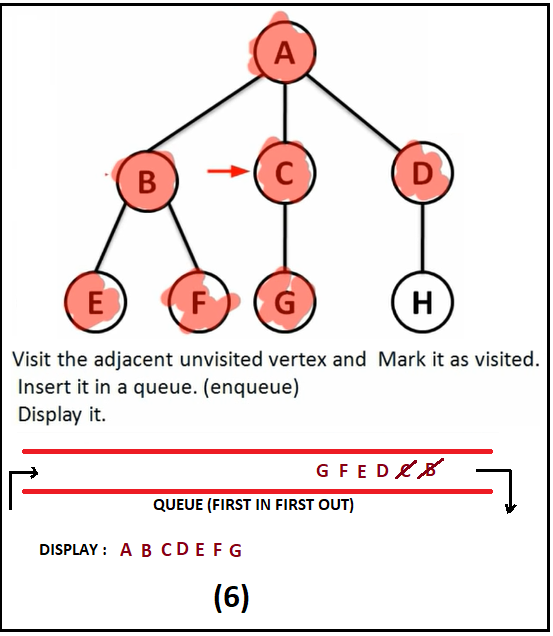 A
B C D
E F G H
Visit the adjacent unvisited vertex and Mark it as visited.
Insert it in a queue. (enqueue)
Display it.
G F E D C B
QUEUE (FIRST IN FIRST OUT)
DISPLAY : A B C D E F G
(6)